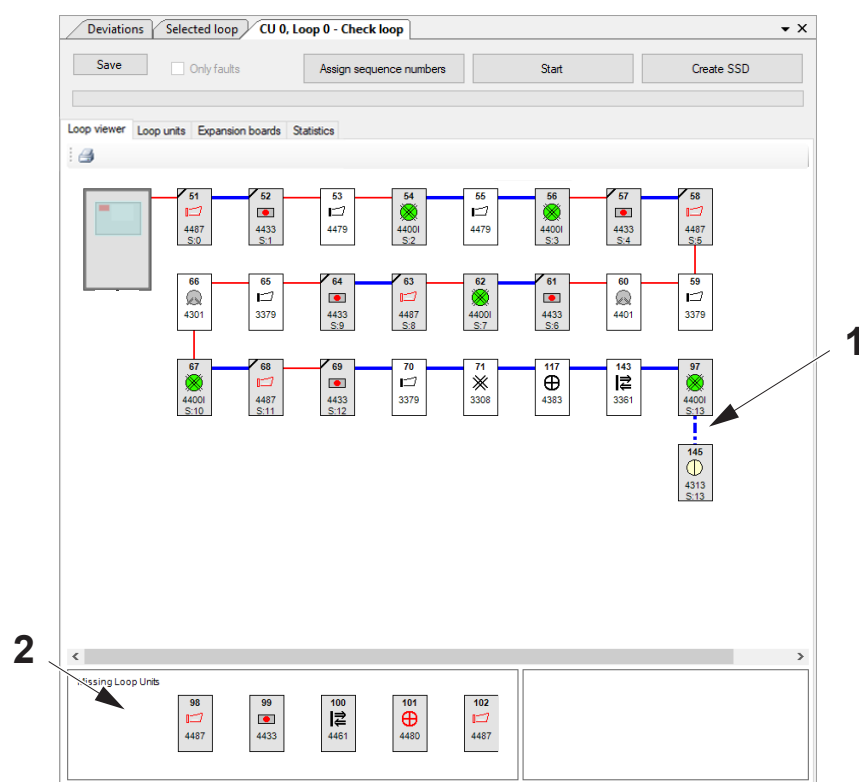 Deviations Selected loop CU 0, Loop 0 - Check loop
Save Only faults Assign sequence numbers Start Create SSD
Loop viewer Loop units Expansion boards Statistics
51 52 53 54 55 56 57 58
4487 4433 4479 4400I 4479 4400I 4433 4487
S:0 S:1 S:2 S:3 S:4 S:5
66 65 64 63 62 61 60 59
4301 3379 4433 4487 4400I 4433 4401 3379
S:9 S:8 S:7 S:6
1
67 68 69 70 71 117 143 97
4400I 4487 4433 3379 3308 4383 3361 4400I
S:10 S:11 S:12 S:13
145
4313
S:13
2
Missing Loop Units
98 99 100 101 102
4487 4433 4461 4480 4487